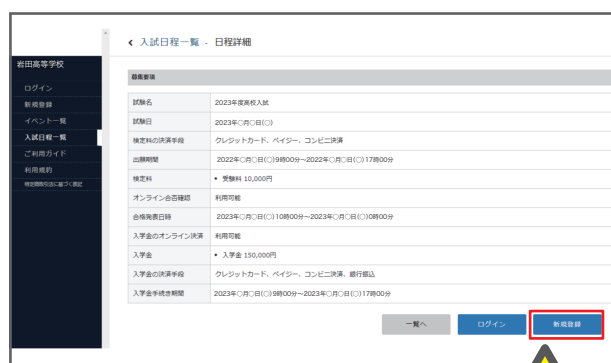 入試日程一覧 - 日程詳細
岩田高等学校
ログイン
新規登録
イベント一覧
入試日程一覧
ご利用ガイド
利用規約
特定商取引法に基づく表記
募集要項
試験名 2023年度高校入試
試験日 2023年○月○日(○)
検定料の決済手段 クレジットカード、ペイジー、コンビニ決済
出願期間 2022年○月○日(○)9時00分～2022年○月○日(○)17時00分
検定料 • 受験料 10,000円
オンライン合否確認 利用可能
合格発表日時 2023年○月○日(○)10時00分～2023年○月○日(○)0時00分
入学金のオンライン決済 利用可能
入学金 • 入学金 150,000円
入学金の決済手段 クレジットカード、ペイジー、コンビニ決済、銀行振込
入学金手続き期間 2023年○月○日(○)9時00分～2023年○月○日(○)17時00分
一覧へ ログイン 新規登録